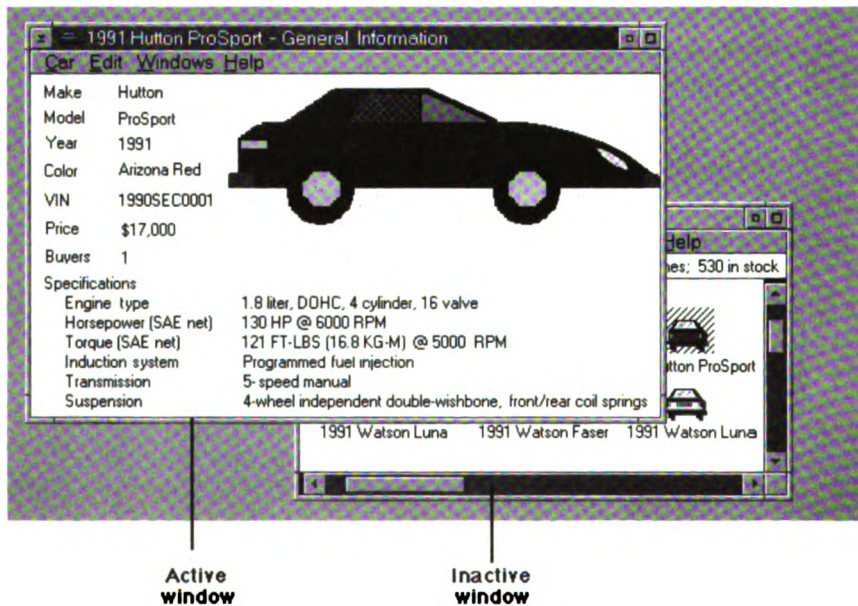 1991 Hutton ProSport - General Information
Car Edit Windows Help
Make Hutton
Model ProSport
Year 1991
Color Arizona Red
VIN 1990SEC0001
Price $17,000
Buyers 1
Specifications
Engine type 1.8 liter, DOHC, 4 cylinder, 16 valve
Horsepower (SAE net) 130 HP @ 6000 RPM
Torque (SAE net) 121 FT-LBS (16.8 KG-M) @ 5000 RPM
Induction system Programmed fuel injection
Transmission 5- speed manual
Suspension 4-wheel independent double-wishbone, front/rear coil springs
Help
530 in stock
ProSport
1991 Watson Luna 1991 Watson Faser 1991 Watson Luna
Active
window
Inactive
window